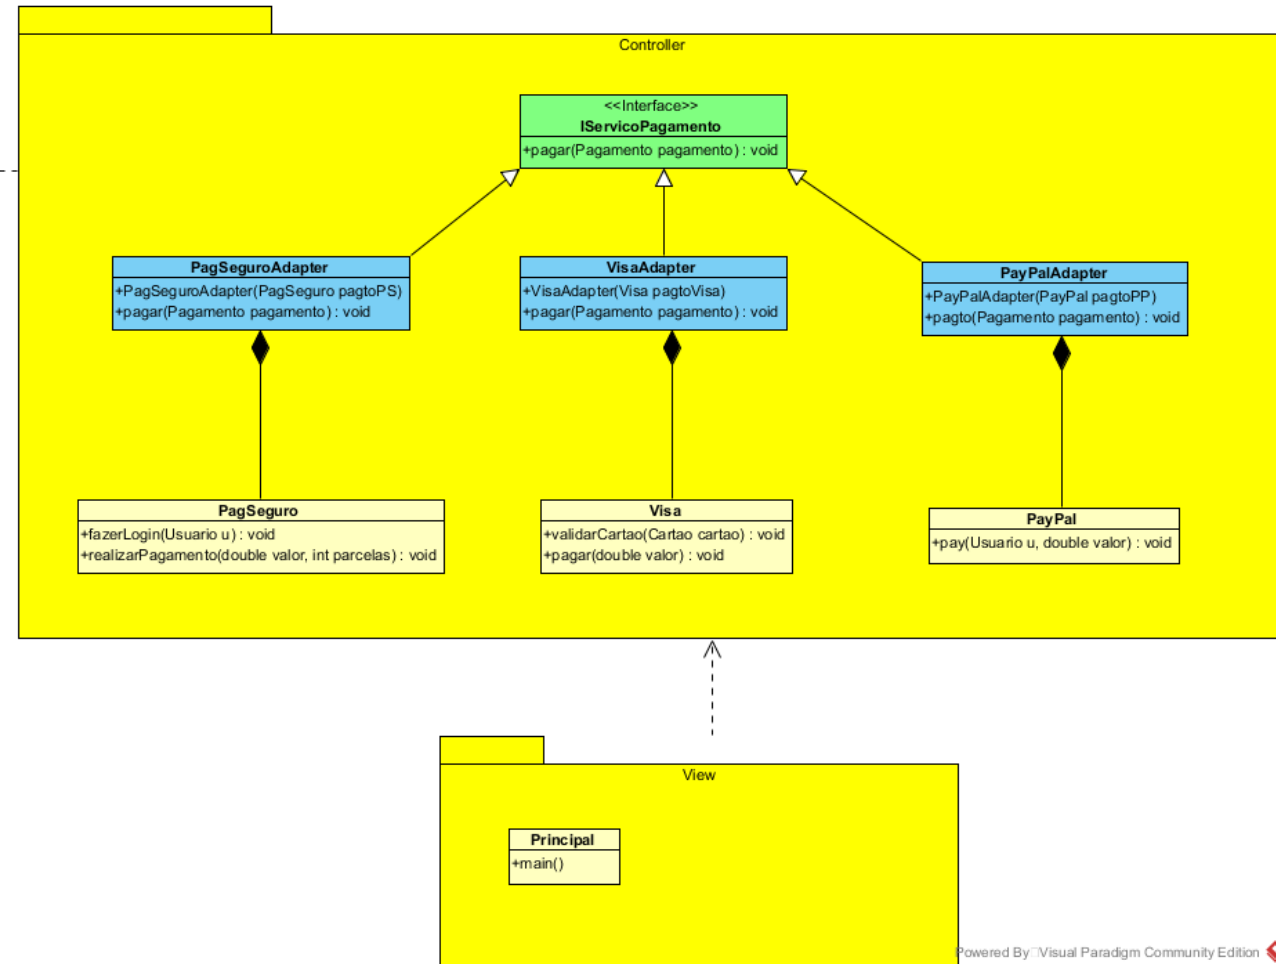 Controller
<<Interface>>
IServicoPagamento
+pagar(Pagamento pagamento) : void
PagSeguroAdapter
+PagSeguroAdapter(PagSeguro pagtoPS)
+pagar(Pagamento pagamento) : void
VisaAdapter
+VisaAdapter(Visa pagtoVisa)
+pagar(Pagamento pagamento) : void
PayPalAdapter
+PayPalAdapter(PayPal pagtoPP)
+pagto(Pagamento pagamento) : void
PagSeguro
+fazerLogin(Usuario u) : void
+realizarPagamento(double valor, int parcelas) : void
Visa
+validarCartao(Cartao cartao) : void
+pagar(double valor) : void
PayPal
+pay(Usuario u, double valor) : void
View
Principal
+main()
Powered By Visual Paradigm Community Edition